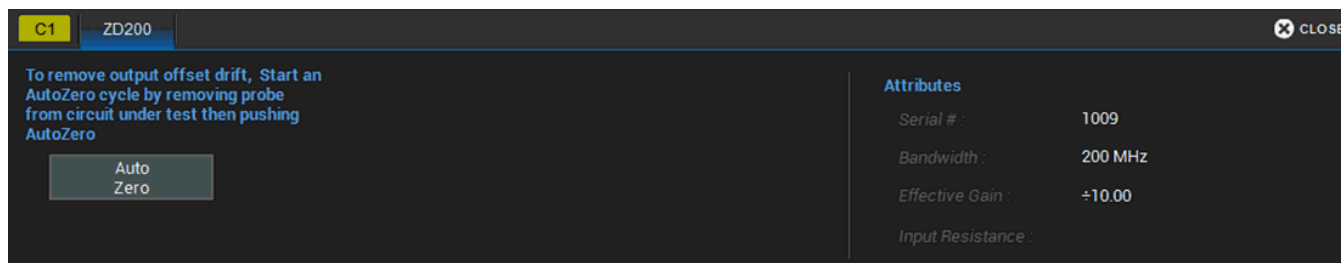 C1
ZD200
CLOSE
To remove output offset drift, Start an
AutoZero cycle by removing probe
from circuit under test then pushing
AutoZero
Auto
Zero
Attributes
Serial # : 1009
Bandwidth : 200 MHz
Effective Gain : ÷10.00
Input Resistance :